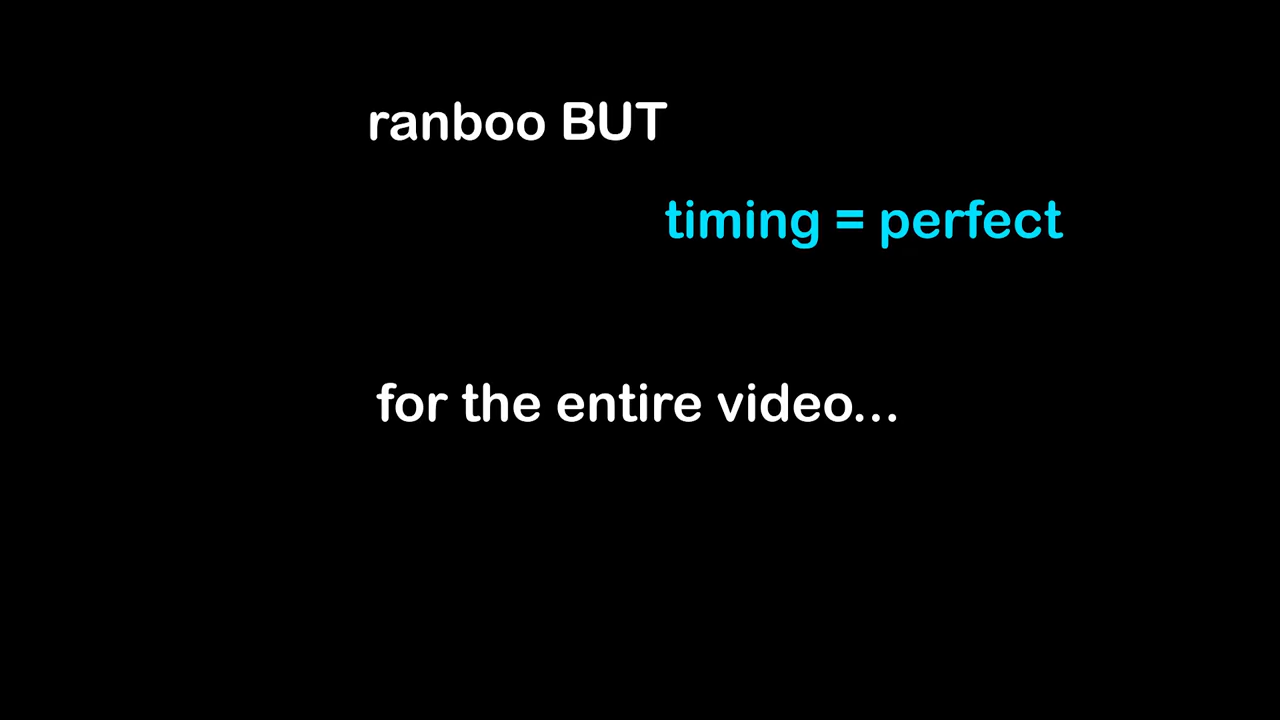 ranboo BUT
timing = perfect
for the entire video...